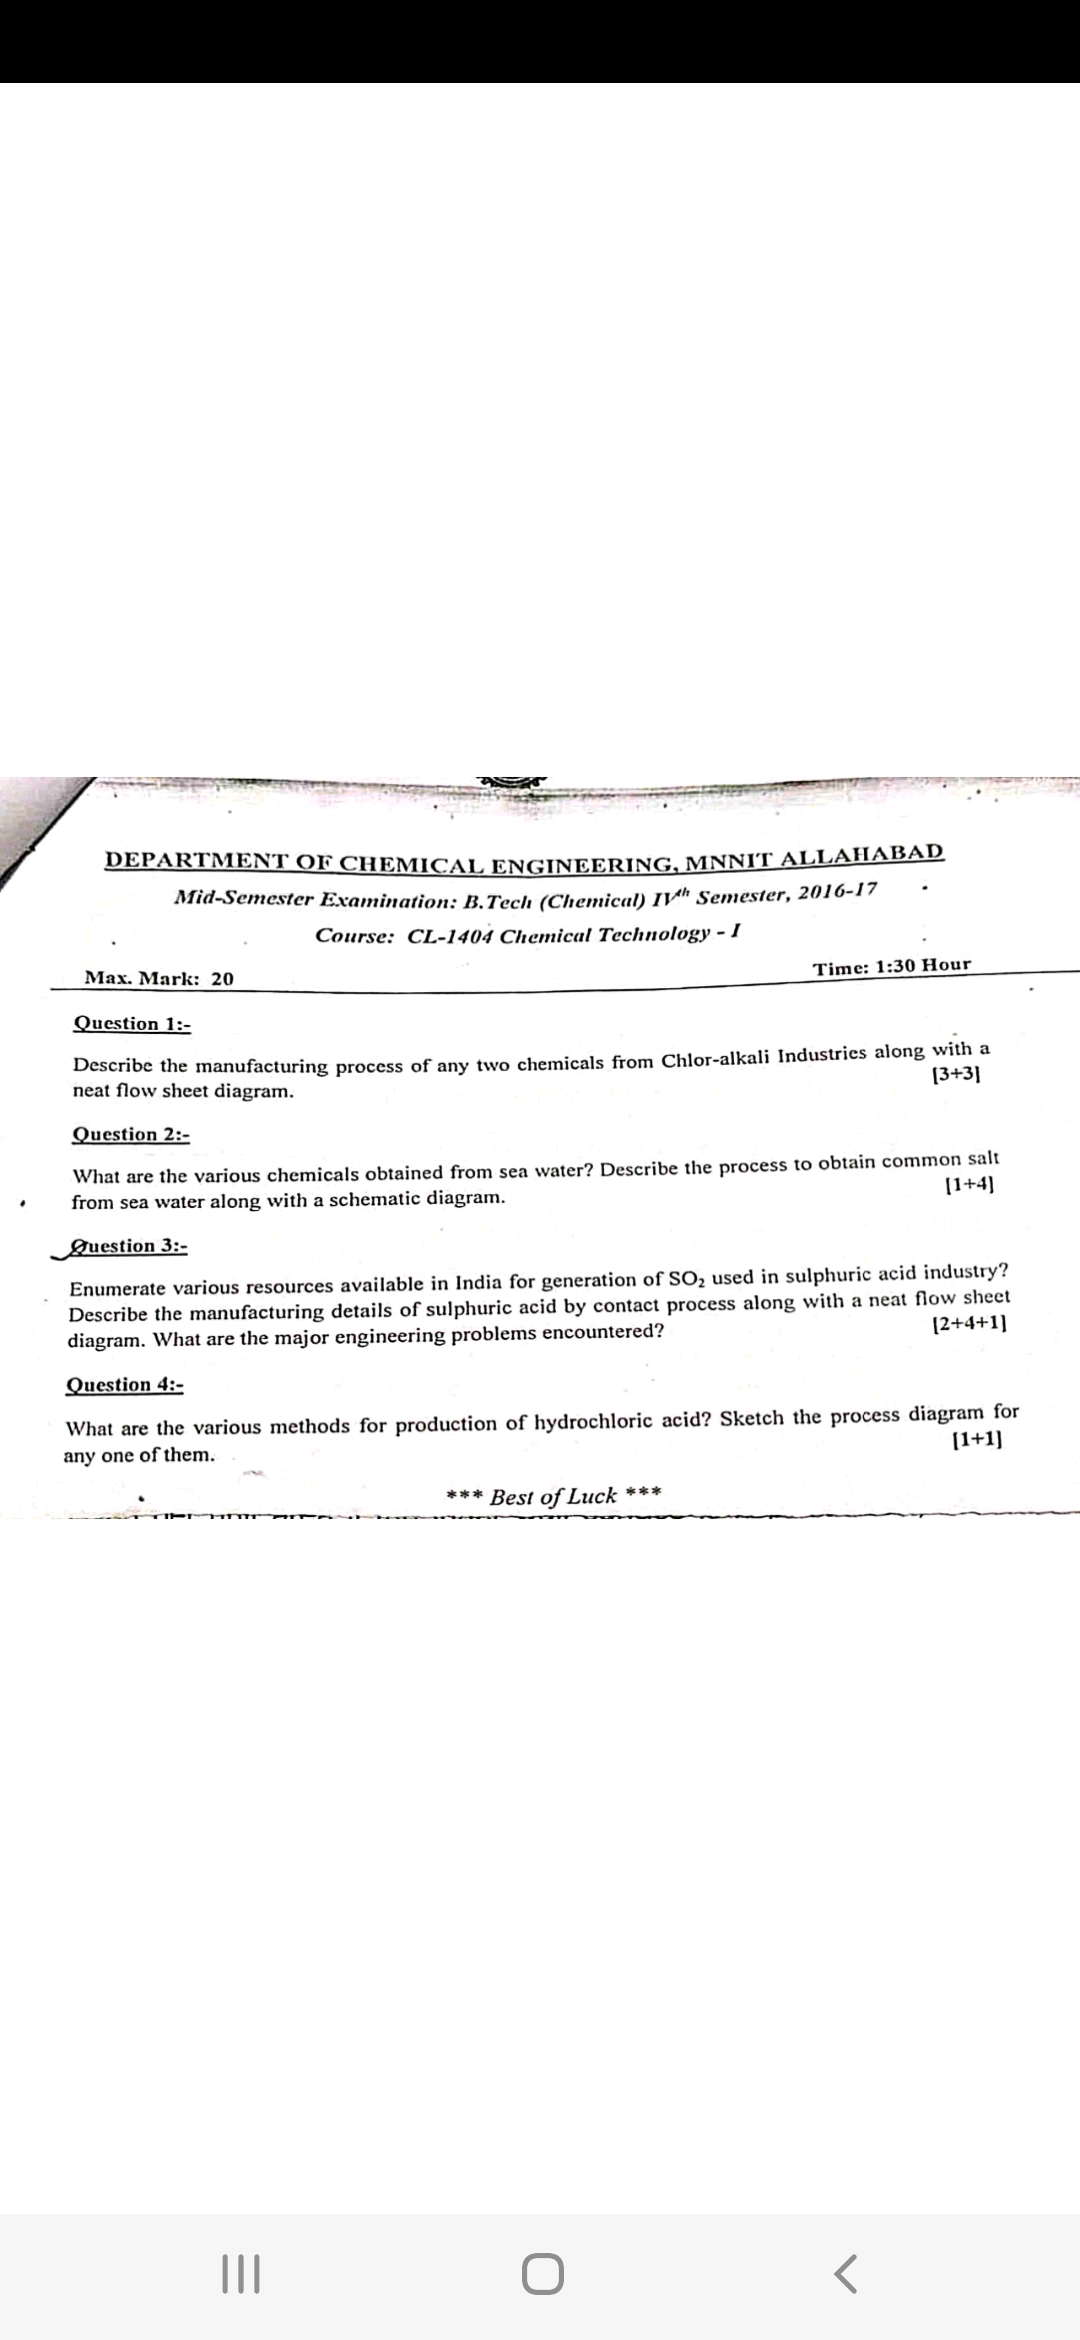 DEPARTMENT OF CHEMICAL ENGINEERING, MNNIT ALLAHABAD
Mid-Semester Examination: B.Tech (Chemical) IVth Semester, 2016-17
Course: CL-1404 Chemical Technology - I
Max. Mark: 20
Time: 1:30 Hour
Question 1:-
Describe the manufacturing process of any two chemicals from Chlor-alkali Industries along with a
neat flow sheet diagram. [3+3]
Question 2:-
What are the various chemicals obtained from sea water? Describe the process to obtain common salt
from sea water along with a schematic diagram. [1+4]
Question 3:-
Enumerate various resources available in India for generation of SO₂ used in sulphuric acid industry?
Describe the manufacturing details of sulphuric acid by contact process along with a neat flow sheet
diagram. What are the major engineering problems encountered? [2+4+1]
Question 4:-
What are the various methods for production of hydrochloric acid? Sketch the process diagram for
any one of them. [1+1]
*** Best of Luck ***